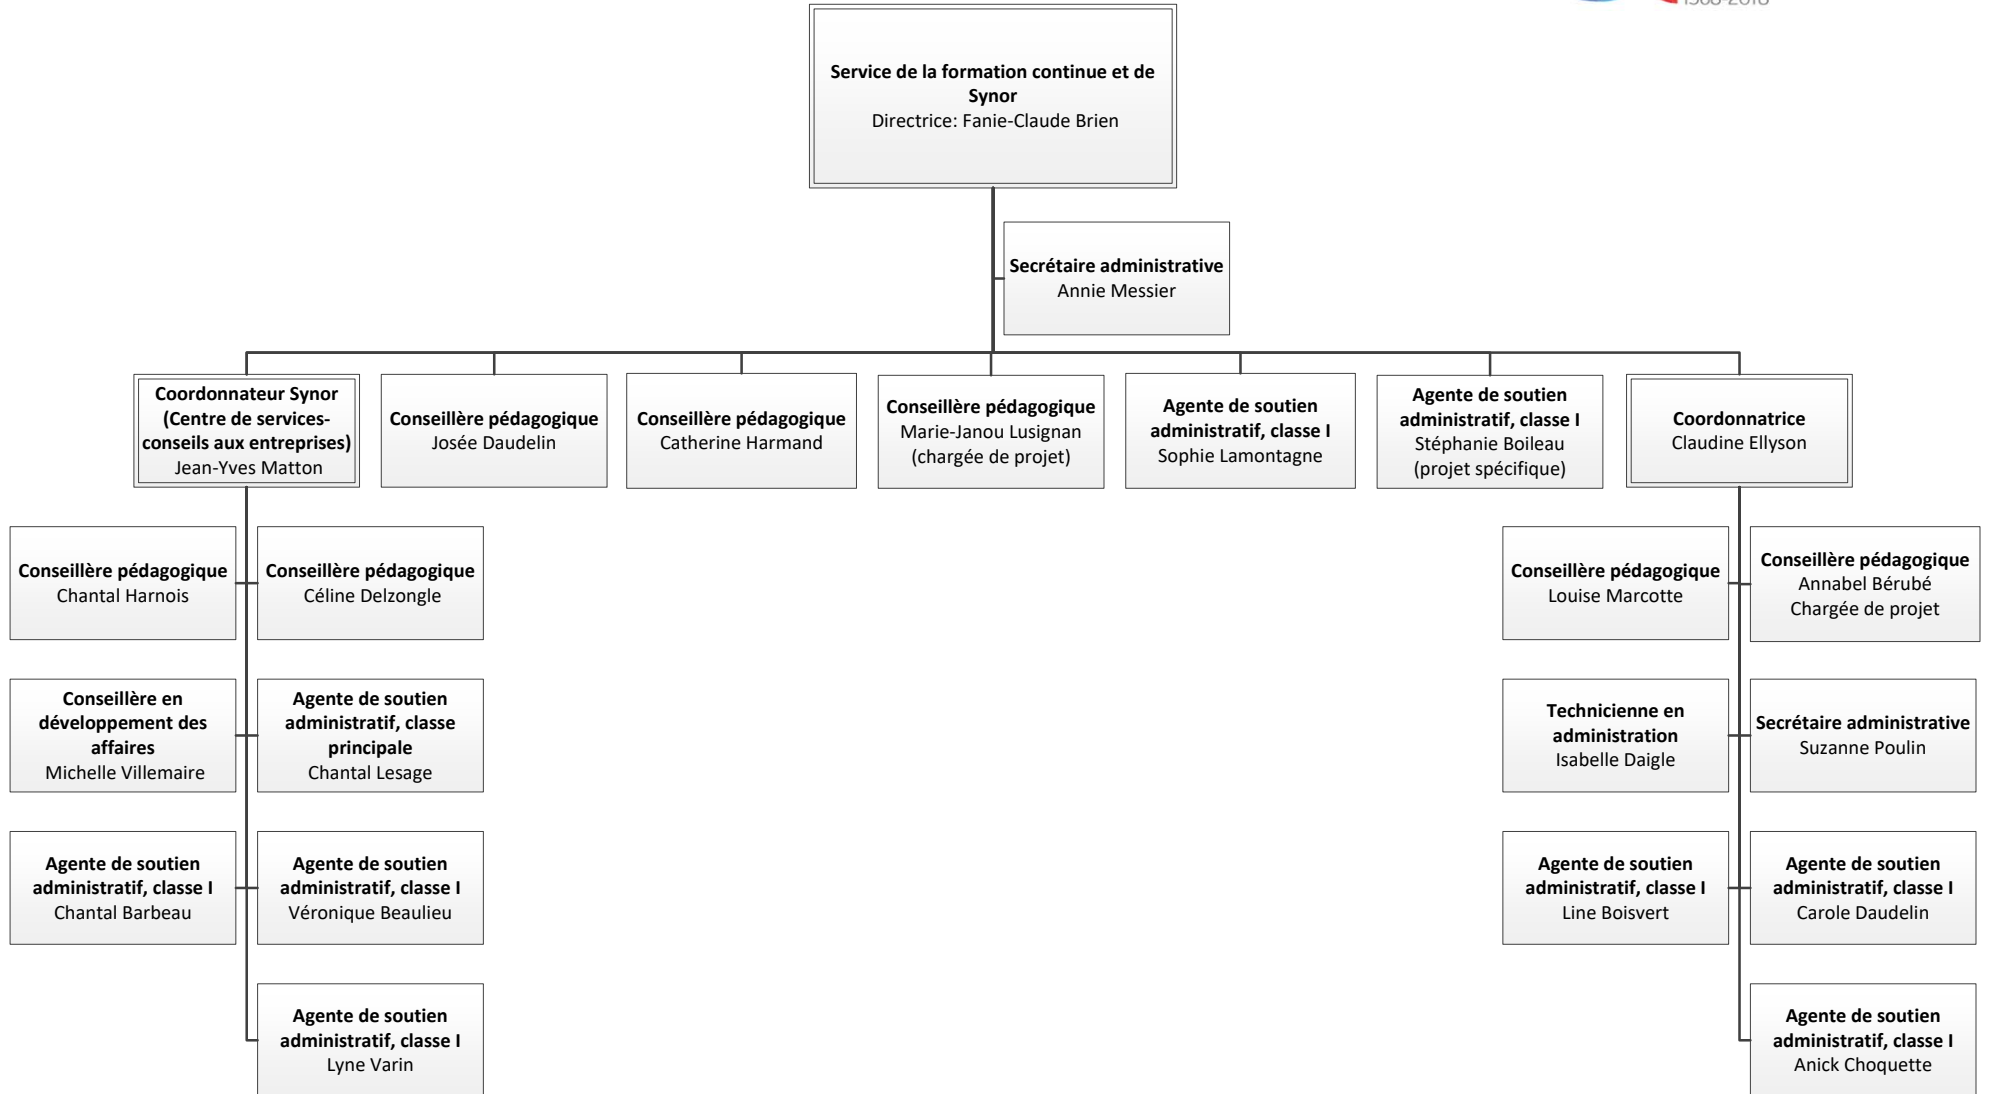 1968-2018
Service de la formation continue et de
Synor
Directrice: Fanie-Claude Brien
Secrétaire administrative
Annie Messier
Coordonnateur Synor
(Centre de services-
conseils aux entreprises)
Jean-Yves Matton
Conseillère pédagogique
Josée Daudelin
Conseillère pédagogique
Catherine Harmand
Conseillère pédagogique
Marie-Janou Lusignan
(chargée de projet)
Agente de soutien
administratif, classe I
Sophie Lamontagne
Agente de soutien
administratif, classe I
Stéphanie Boileau
(projet spécifique)
Coordonnatrice
Claudine Ellyson
Conseillère pédagogique
Chantal Harnois
Conseillère pédagogique
Céline Delzongle
Conseillère pédagogique
Louise Marcotte
Conseillère pédagogique
Annabel Bérubé
Chargée de projet
Conseillère en
développement des
affaires
Michelle Villemaire
Agente de soutien
administratif, classe
principale
Chantal Lesage
Technicienne en
administration
Isabelle Daigle
Secrétaire administrative
Suzanne Poulin
Agente de soutien
administratif, classe I
Chantal Barbeau
Agente de soutien
administratif, classe I
Véronique Beaulieu
Agente de soutien
administratif, classe I
Line Boisvert
Agente de soutien
administratif, classe I
Carole Daudelin
Agente de soutien
administratif, classe I
Lyne Varin
Agente de soutien
administratif, classe I
Anick Choquette